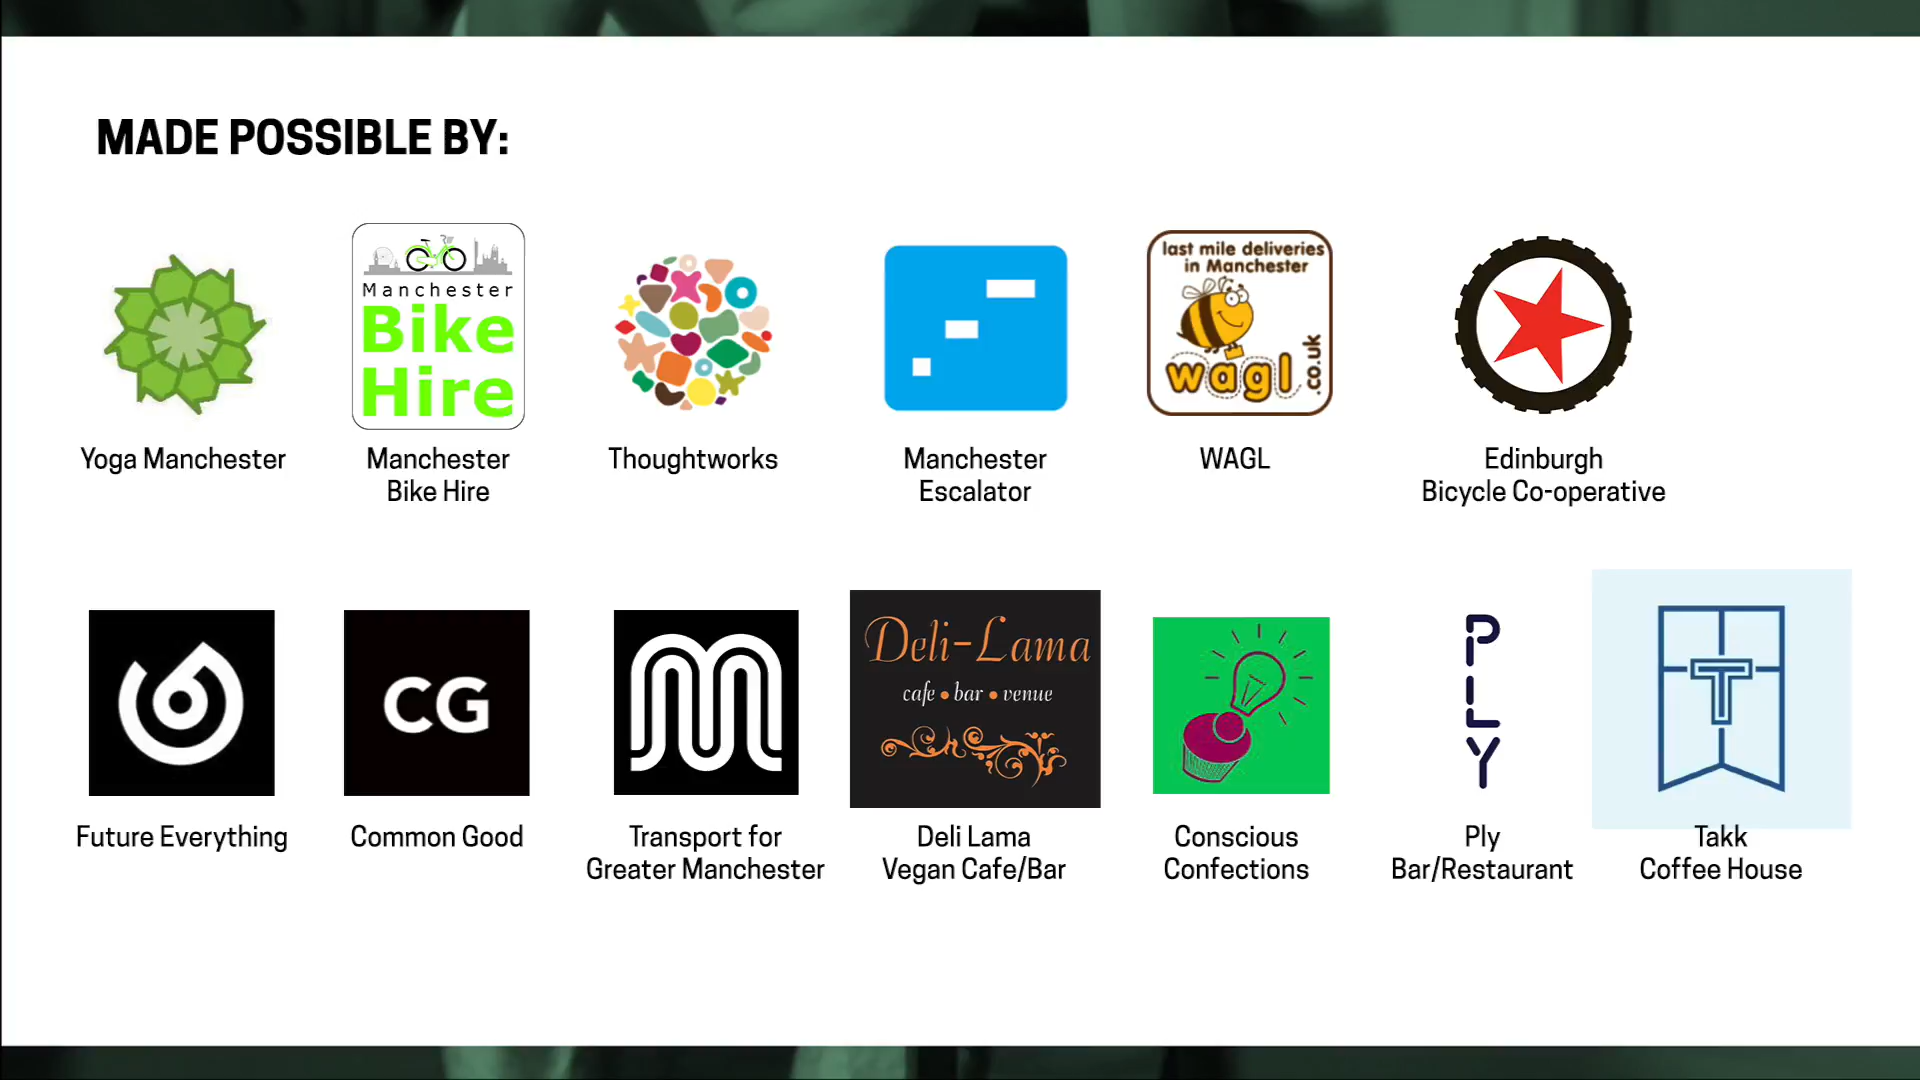 MADE POSSIBLE BY:
Manchester
Bike
Hire
last mile deliveries
in Manchester
wagl
.co.uk
Yoga Manchester
Manchester
Bike Hire
Thoughtworks
Manchester
Escalator
WAGL
Edinburgh
Bicycle Co-operative
CG
Deli-Lama
cafe • bar • venue
PLY
T
Future Everything
Common Good
Transport for
Greater Manchester
Deli Lama
Vegan Cafe/Bar
Conscious
Confections
Ply
Bar/Restaurant
Takk
Coffee House